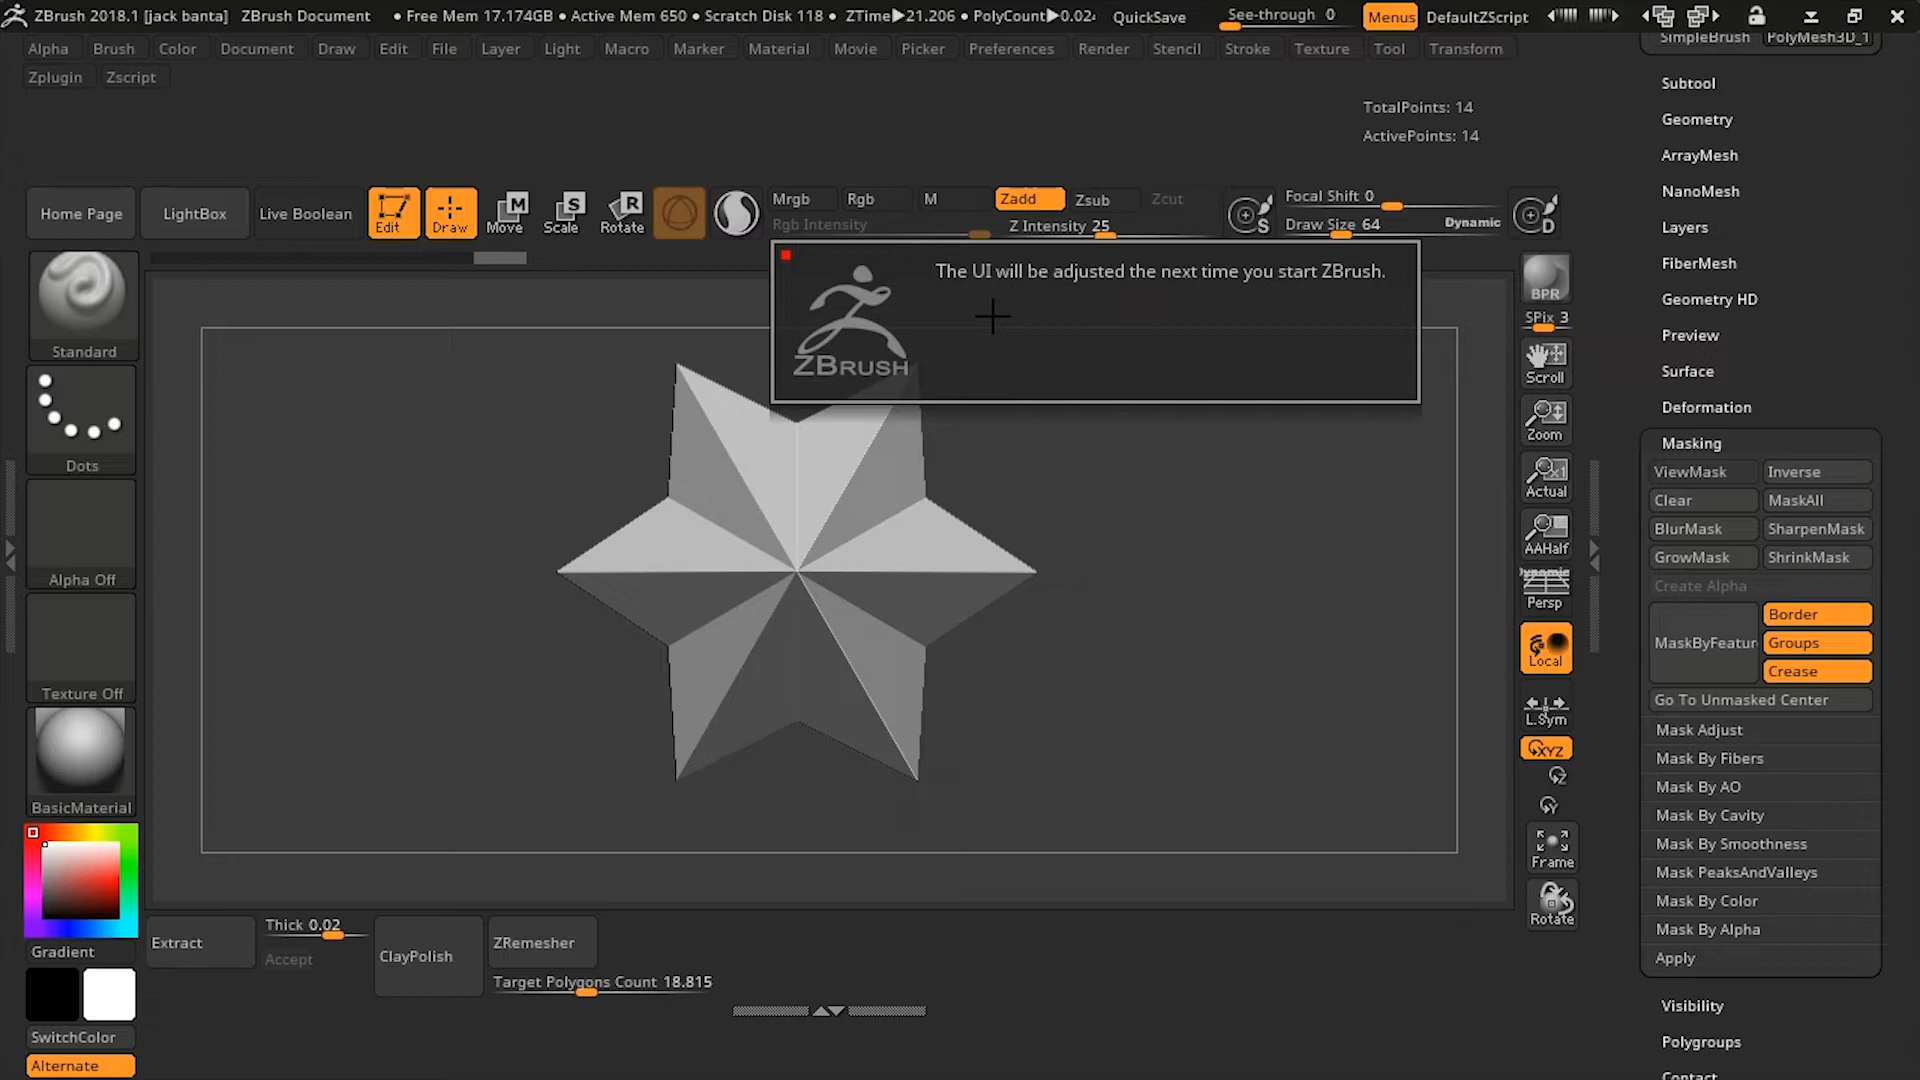 ZBrush 2018.1 [jack banta] ZBrush Document • Free Mem 17.174GB • Active Mem 650 • Scratch Disk 118 • ZTime▶21.206 • PolyCount▶0.02 QuickSave See-through 0 Menus DefaultZScript
Alpha Brush Color Document Draw Edit File Layer Light Macro Marker Material Movie Picker Preferences Render Stencil Stroke Texture Tool Transform
Zplugin Zscript
TotalPoints: 14
ActivePoints: 14
Home Page LightBox Live Boolean Edit Draw Move Scale Rotate
M S R
Mrgb Rgb M Zadd Zsub Zcut
Rgb Intensity Z Intensity 25
S
Focal Shift 0
Draw Size 64 Dynamic
D
The UI will be adjusted the next time you start ZBrush.
ZBRUSH
Standard
Dots
Alpha Off
Texture Off
BasicMaterial
Gradient
SwitchColor
Alternate
Extract
Thick 0.02
Accept
ClayPolish
ZRemesher
Target Polygons Count 18.815
BPR
SPix 3
Scroll
Zoom
x1
Actual
AAHalf
Dynamic
Persp
Local
L.Sym
XYZ
Z
Y
Frame
Rotate
SimpleBrush PolyMesh3D_1
Subtool
Geometry
ArrayMesh
NanoMesh
Layers
FiberMesh
Geometry HD
Preview
Surface
Deformation
Masking
ViewMask Inverse
Clear MaskAll
BlurMask SharpenMask
GrowMask ShrinkMask
Create Alpha
MaskByFeatur
Border
Groups
Crease
Go To Unmasked Center
Mask Adjust
Mask By Fibers
Mask By AO
Mask By Cavity
Mask By Smoothness
Mask PeaksAndValleys
Mask By Color
Mask By Alpha
Apply
Visibility
Polygroups
Contact